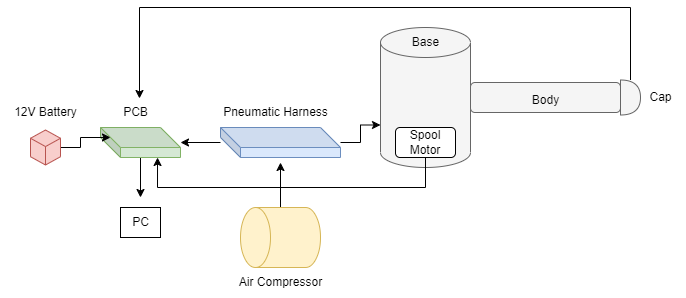 Base
12V Battery
PCB
Pneumatic Harness
Body
Cap
Spool
Motor
PC
Air Compressor